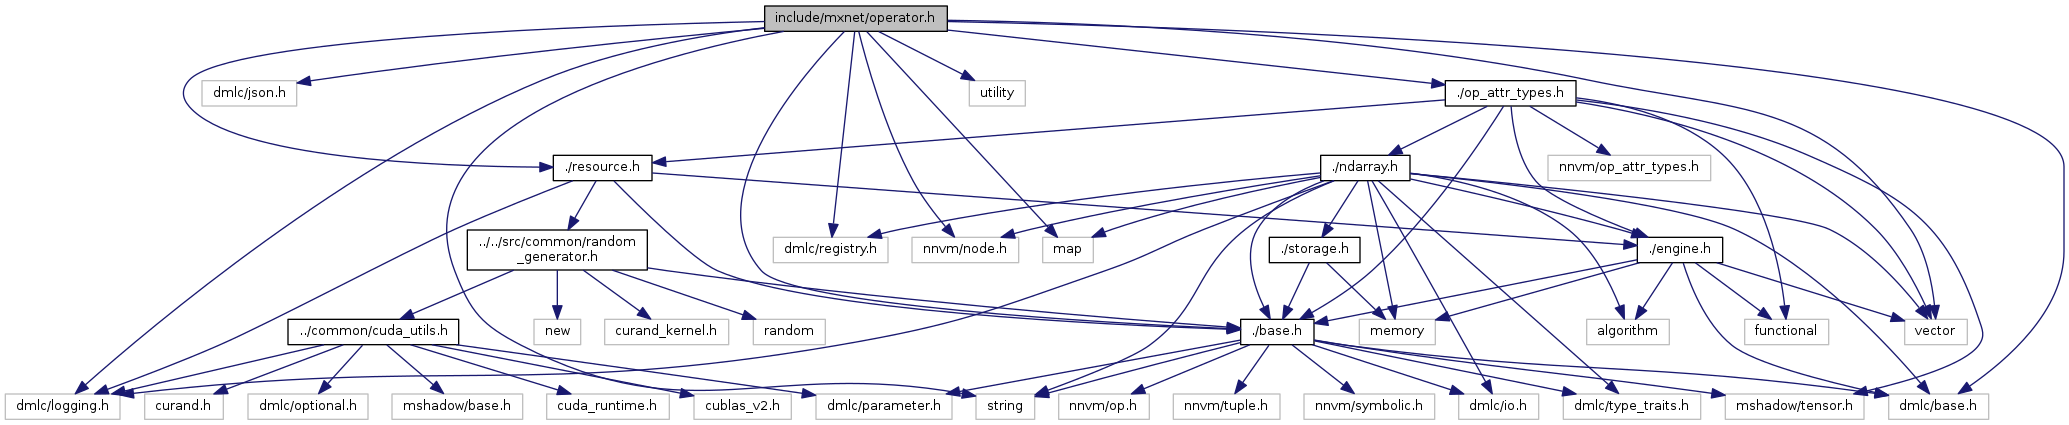 include/mxnet/operator.h
dmlc/json.h
utility
./op_attr_types.h
./resource.h
./ndarray.h
nnvm/op_attr_types.h
../../src/common/random
_generator.h
dmlc/registry.h
nnvm/node.h
map
./storage.h
./engine.h
../common/cuda_utils.h
new
curand_kernel.h
random
./base.h
memory
algorithm
functional
vector
dmlc/logging.h
curand.h
dmlc/optional.h
mshadow/base.h
cuda_runtime.h
cublas_v2.h
dmlc/parameter.h
string
nnvm/op.h
nnvm/tuple.h
nnvm/symbolic.h
dmlc/io.h
dmlc/type_traits.h
mshadow/tensor.h
dmlc/base.h